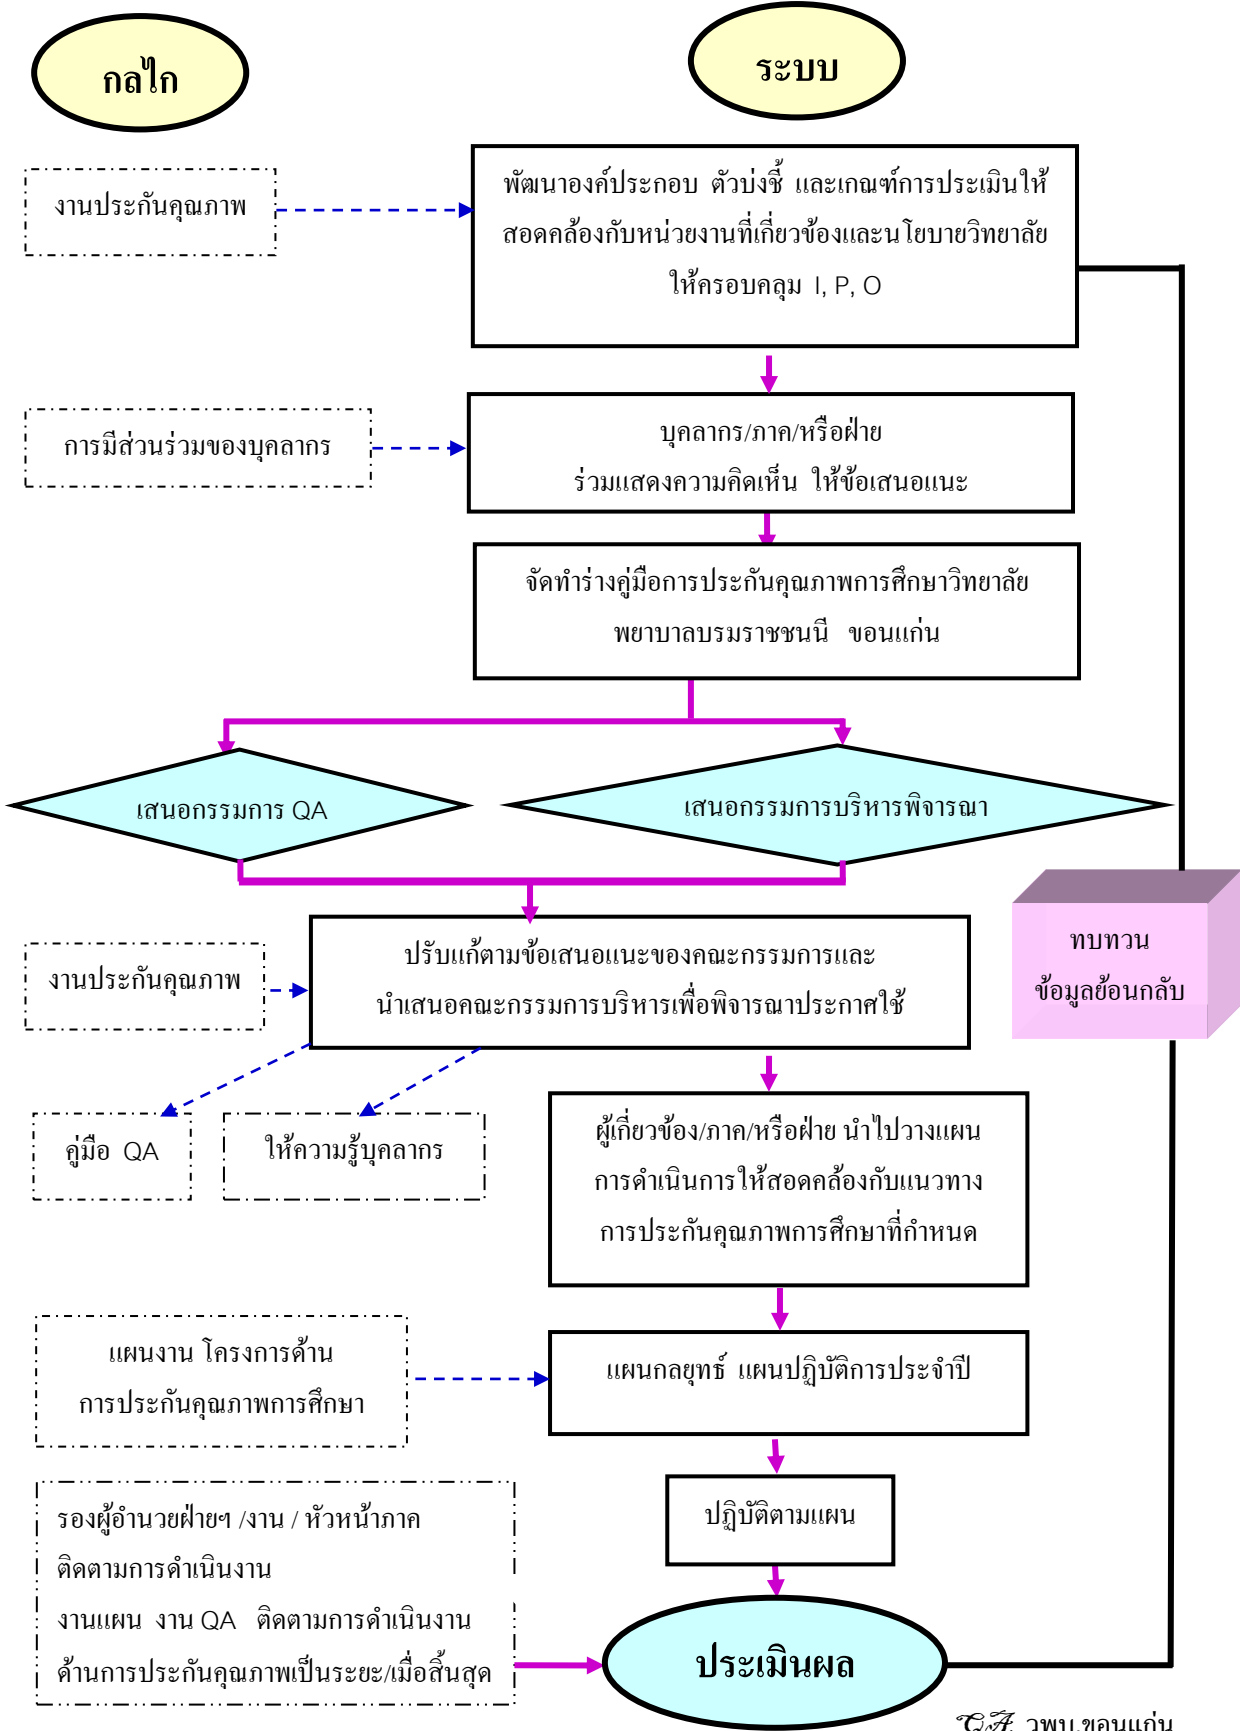 กลไก
ระบบ
งานประกันคุณภาพ
พัฒนาองค์ประกอบ ตัวบ่งชี้ และเกณฑ์การประเมินให้
สอดคล้องกับหน่วยงานที่เกี่ยวข้องและนโยบายวิทยาลัย
ให้ครอบคลุม I, P, O
การมีส่วนร่วมของบุคลากร
บุคลากร/ภาค/หรือฝ่าย
ร่วมแสดงความคิดเห็น ให้ข้อเสนอแนะ
จัดทำร่างคู่มือการประกันคุณภาพการศึกษาวิทยาลัย
พยาบาลบรมราชชนนี ขอนแก่น
เสนอกรรมการ QA
เสนอกรรมการบริหารพิจารณา
งานประกันคุณภาพ
ปรับแก้ตามข้อเสนอแนะของคณะกรรมการและ
นำเสนอคณะกรรมการบริหารเพื่อพิจารณาประกาศใช้
ทบทวน
ข้อมูลย้อนกลับ
คู่มือ QA
ให้ความรู้บุคลากร
ผู้เกี่ยวข้อง/ภาค/หรือฝ่าย นำไปวางแผน
การดำเนินการให้สอดคล้องกับแนวทาง
การประกันคุณภาพการศึกษาที่กำหนด
แผนงาน โครงการด้าน
การประกันคุณภาพการศึกษา
แผนกลยุทธ์ แผนปฏิบัติการประจำปี
ปฏิบัติตามแผน
รองผู้อำนวยฝ่ายฯ /งาน / หัวหน้าภาค
ติดตามการดำเนินงาน
งานแผน งาน QA ติดตามการดำเนินงาน
ด้านการประกันคุณภาพเป็นระยะ/เมื่อสิ้นสุด
ประเมินผล
QA วพบ.ขอนแก่น